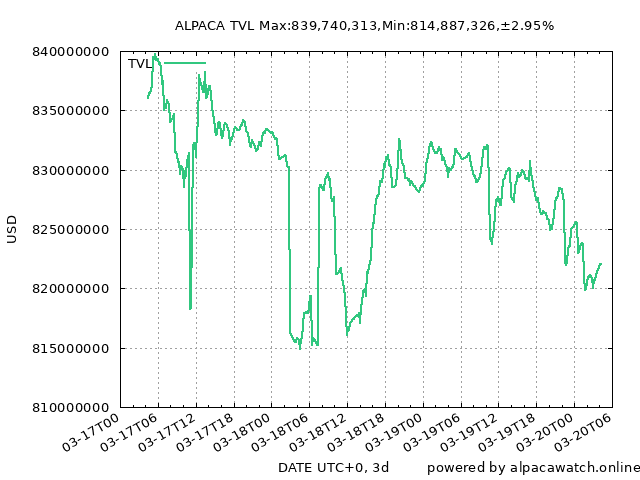 ALPACA TVL Max:839,740,313,Min:814,887,326,±2.95%
840000000
TVL
835000000
830000000
825000000
USD
820000000
815000000
810000000
03-17T00
03-17T06
03-17T12
03-17T18
03-18T00
03-18T06
03-18T12
03-18T18
03-19T00
03-19T06
03-19T12
03-19T18
03-20T00
03-20T06
DATE UTC+0, 3d
powered by alpacawatch.online